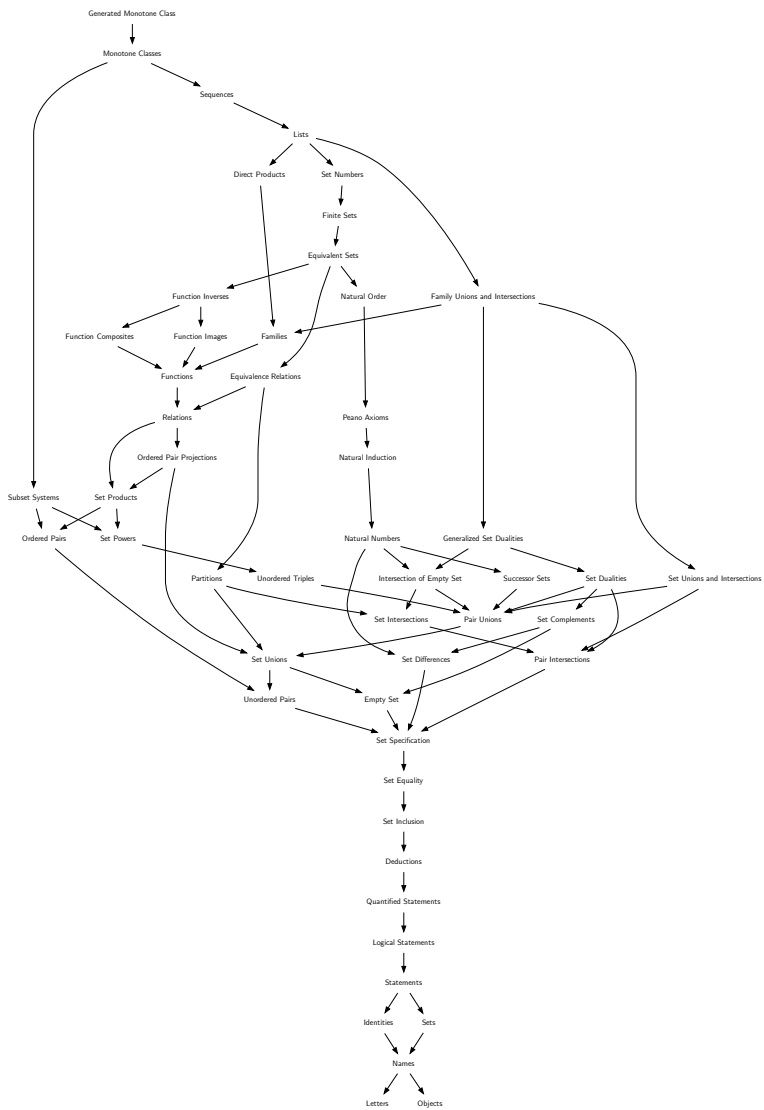 Generated Monotone Class
Monotone Classes
Sequences
Lists
Direct Products
Set Numbers
Finite Sets
Equivalent Sets
Function Inverses
Natural Order
Family Unions and Intersections
Function Composites
Function Images
Families
Functions
Equivalence Relations
Relations
Peano Axioms
Ordered Pair Projections
Natural Induction
Subset Systems
Set Products
Ordered Pairs
Set Powers
Natural Numbers
Generalized Set Dualities
Partitions
Unordered Triples
Intersection of Empty Set
Successor Sets
Set Dualities
Set Unions and Intersections
Set Intersections
Pair Unions
Set Complements
Set Unions
Set Differences
Pair Intersections
Unordered Pairs
Empty Set
Set Specification
Set Equality
Set Inclusion
Deductions
Quantified Statements
Logical Statements
Statements
Identities
Sets
Names
Letters
Objects